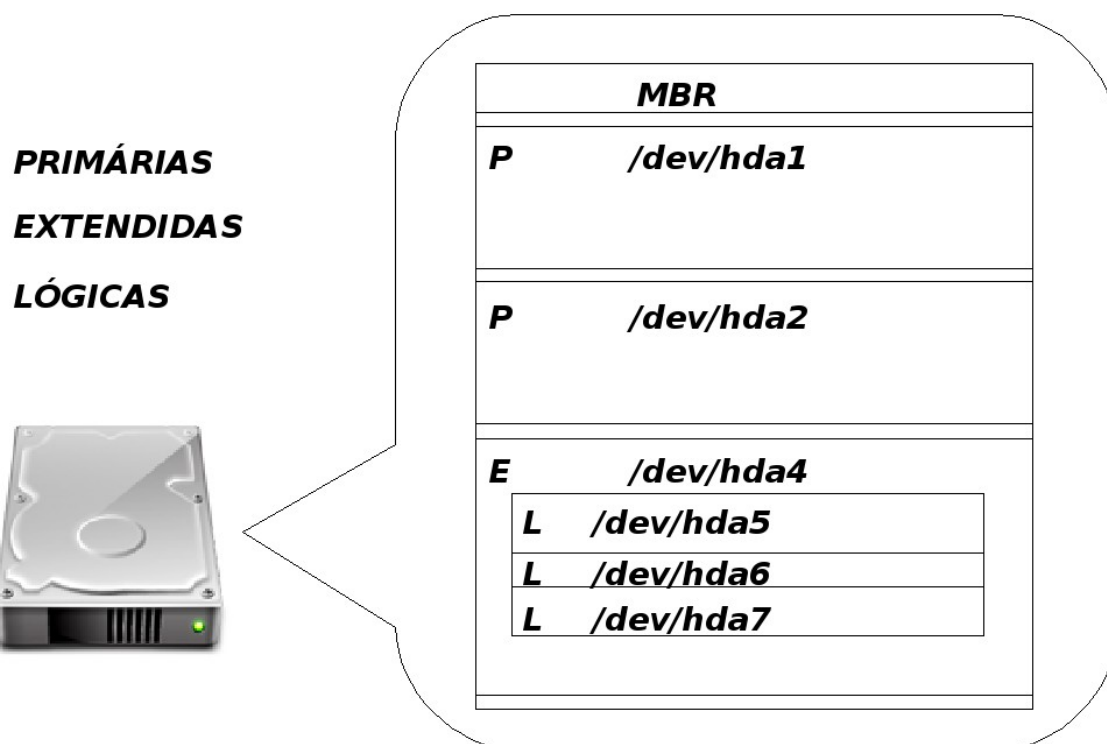 PRIMÁRIAS
EXTENDIDAS
LÓGICAS
MBR
P /dev/hda1
P /dev/hda2
E /dev/hda4
L /dev/hda5
L /dev/hda6
L /dev/hda7